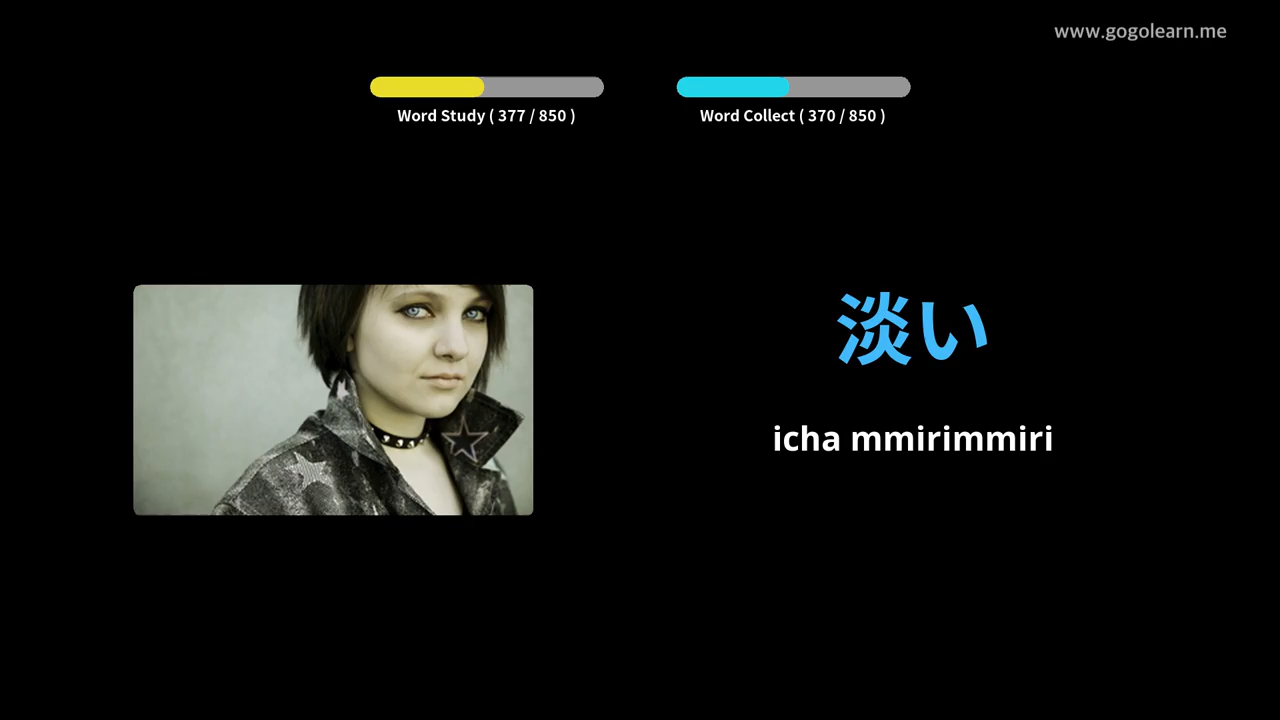 www.gogolearn.me
Word Study ( 377 / 850 )
Word Collect ( 370 / 850 )
淡い
icha mmirimmiri